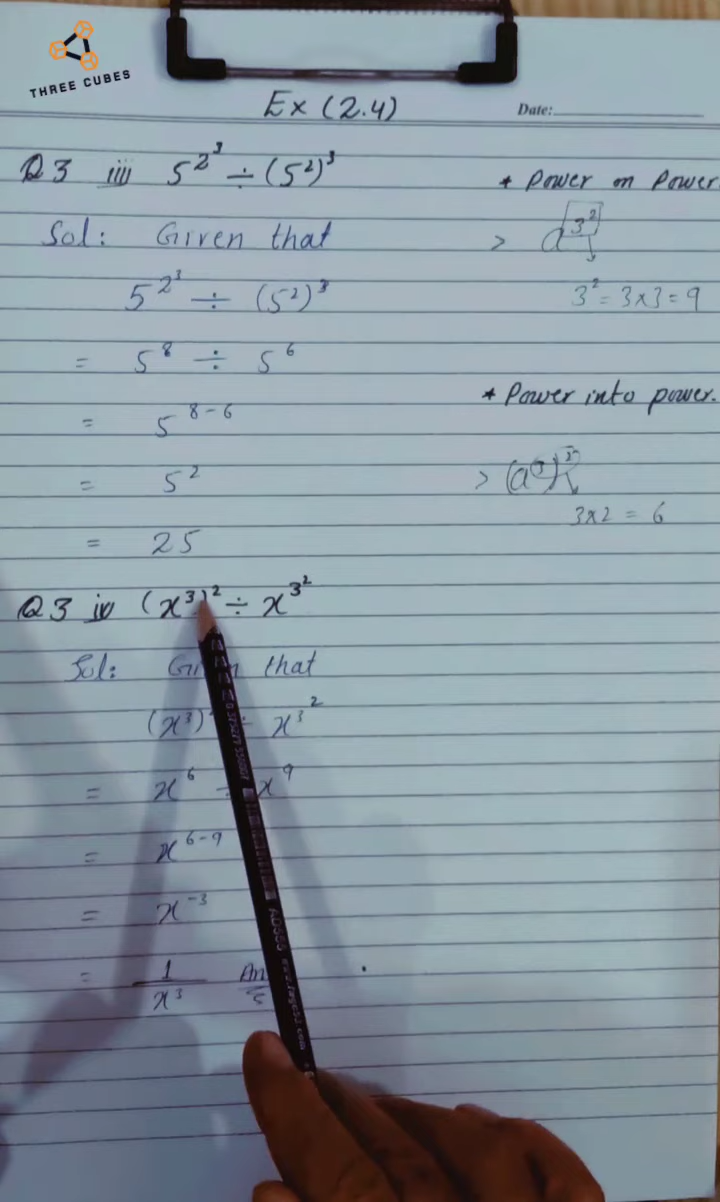 THREE CUBES
Ex (2.4)
Date:
Q3 iii 5^2^3 ÷ (5^2)^3
Sol: Given that
5^2^3 ÷ (5^2)^3
= 5^8 ÷ 5^6
= 5^8-6
= 5^2
= 25
* Power on Power.
> a^3^2
3^2 = 3x3 = 9
* Power into power.
> (a^3)^2
3x2 = 6
Q3 iv (x^3)^2 ÷ x^3^2
Sol: Given that
(x^3)^2 ÷ x^3^2
= x^6 ÷ x^9
= x^6-9
= x^-3
= 1/x^3